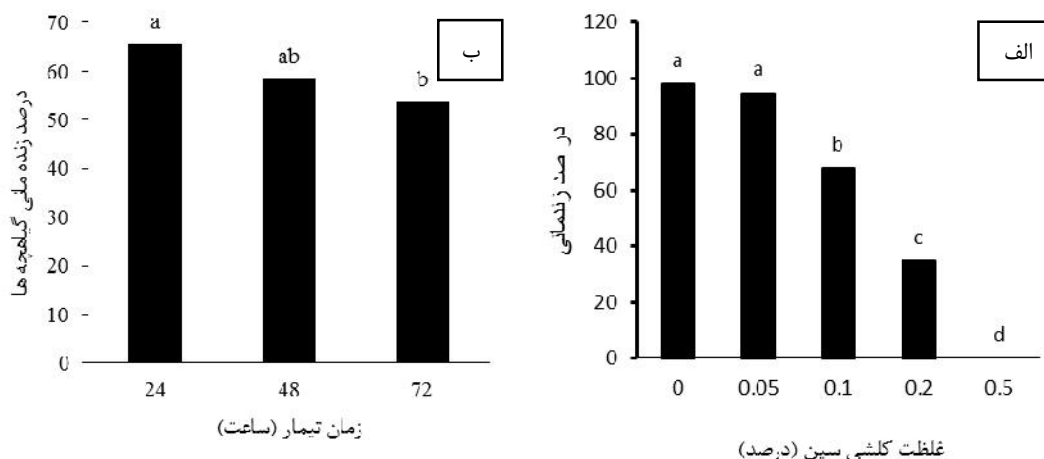 الف
120
100
80
60
40
20
0
a
a
b
c
d
0 0.05 0.1 0.2 0.5
در صد زندمانی
غلظت کلشی سین (درصد)
ب
70
60
50
40
30
20
10
0
a
ab
b
24 48 72
درصد زنده مانی گیاهچه ها
زمان تیمار (ساعت)